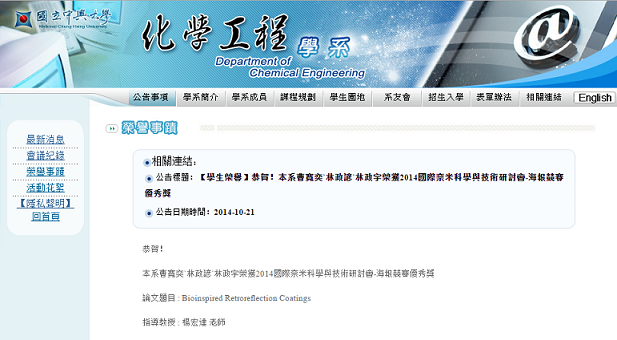 國立中興大學
National Chung Hsing University
化學工程學系
Department of
Chemical Engineering
公告事項 學系簡介 學系成員 課程規劃 學生園地 系友會 招生入學 表單辦法 相關連結 English
榮譽事蹟
最新消息
會議紀錄
榮譽事蹟
活動花絮
【隱私聲明】
回首頁
相關連結:
公告標題:【學生榮譽】恭賀! 本系曹寬奕 林政諺 林政宇榮獲2014國際奈米科學與技術研討會-海報競賽
優秀獎
公告日期時間: 2014-10-21
恭賀!
本系曹寬奕 林政諺 林政宇榮獲2014國際奈米科學與技術研討會-海報競賽優秀獎
論文題目 : Bioinspired Retroreflection Coatings
指導教授 : 楊宏達 老師